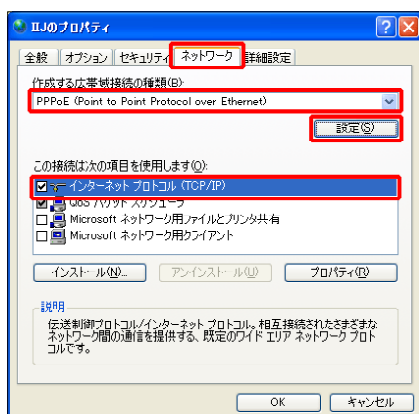 IIJのプロパティ
全般 オプション セキュリティ ネットワーク 詳細設定
作成する広帯域接続の種類(B):
PPPoE (Point to Point Protocol over Ethernet)
設定(S)
この接続は次の項目を使用します(O):
インターネット プロトコル (TCP/IP)
QoS パケット スケジューラ
Microsoft ネットワーク用ファイルとプリンタ共有
Microsoft ネットワーク用クライアント
インストール(N)... アンインストール(U) プロパティ(R)
説明
伝送制御プロトコル/インターネット プロトコル。相互接続されたさまざまな
ネットワーク間の通信を提供する、既定のワイド エリア ネットワーク プロト
コルです。
OK キャンセル